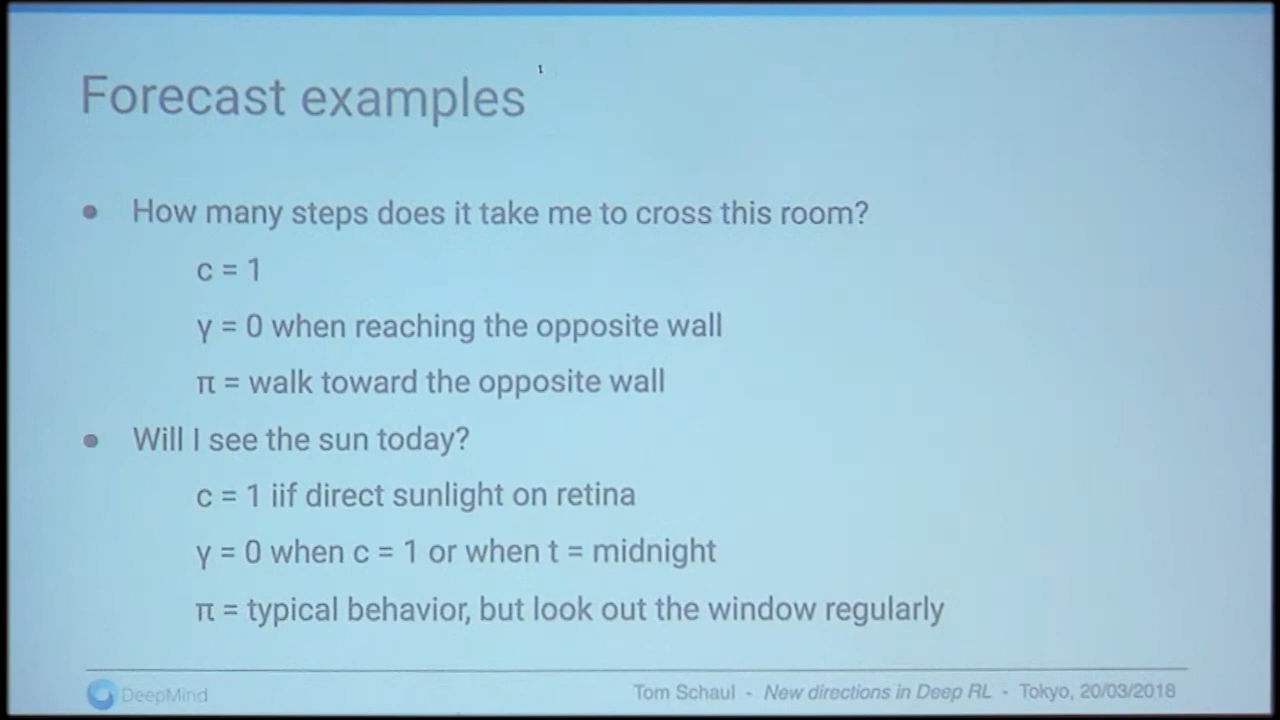 Forecast examples
1
• How many steps does it take me to cross this room?
c = 1
γ = 0 when reaching the opposite wall
π = walk toward the opposite wall
• Will I see the sun today?
c = 1 iif direct sunlight on retina
γ = 0 when c = 1 or when t = midnight
π = typical behavior, but look out the window regularly
DeepMind
Tom Schaul - New directions in Deep RL - Tokyo, 20/03/2018